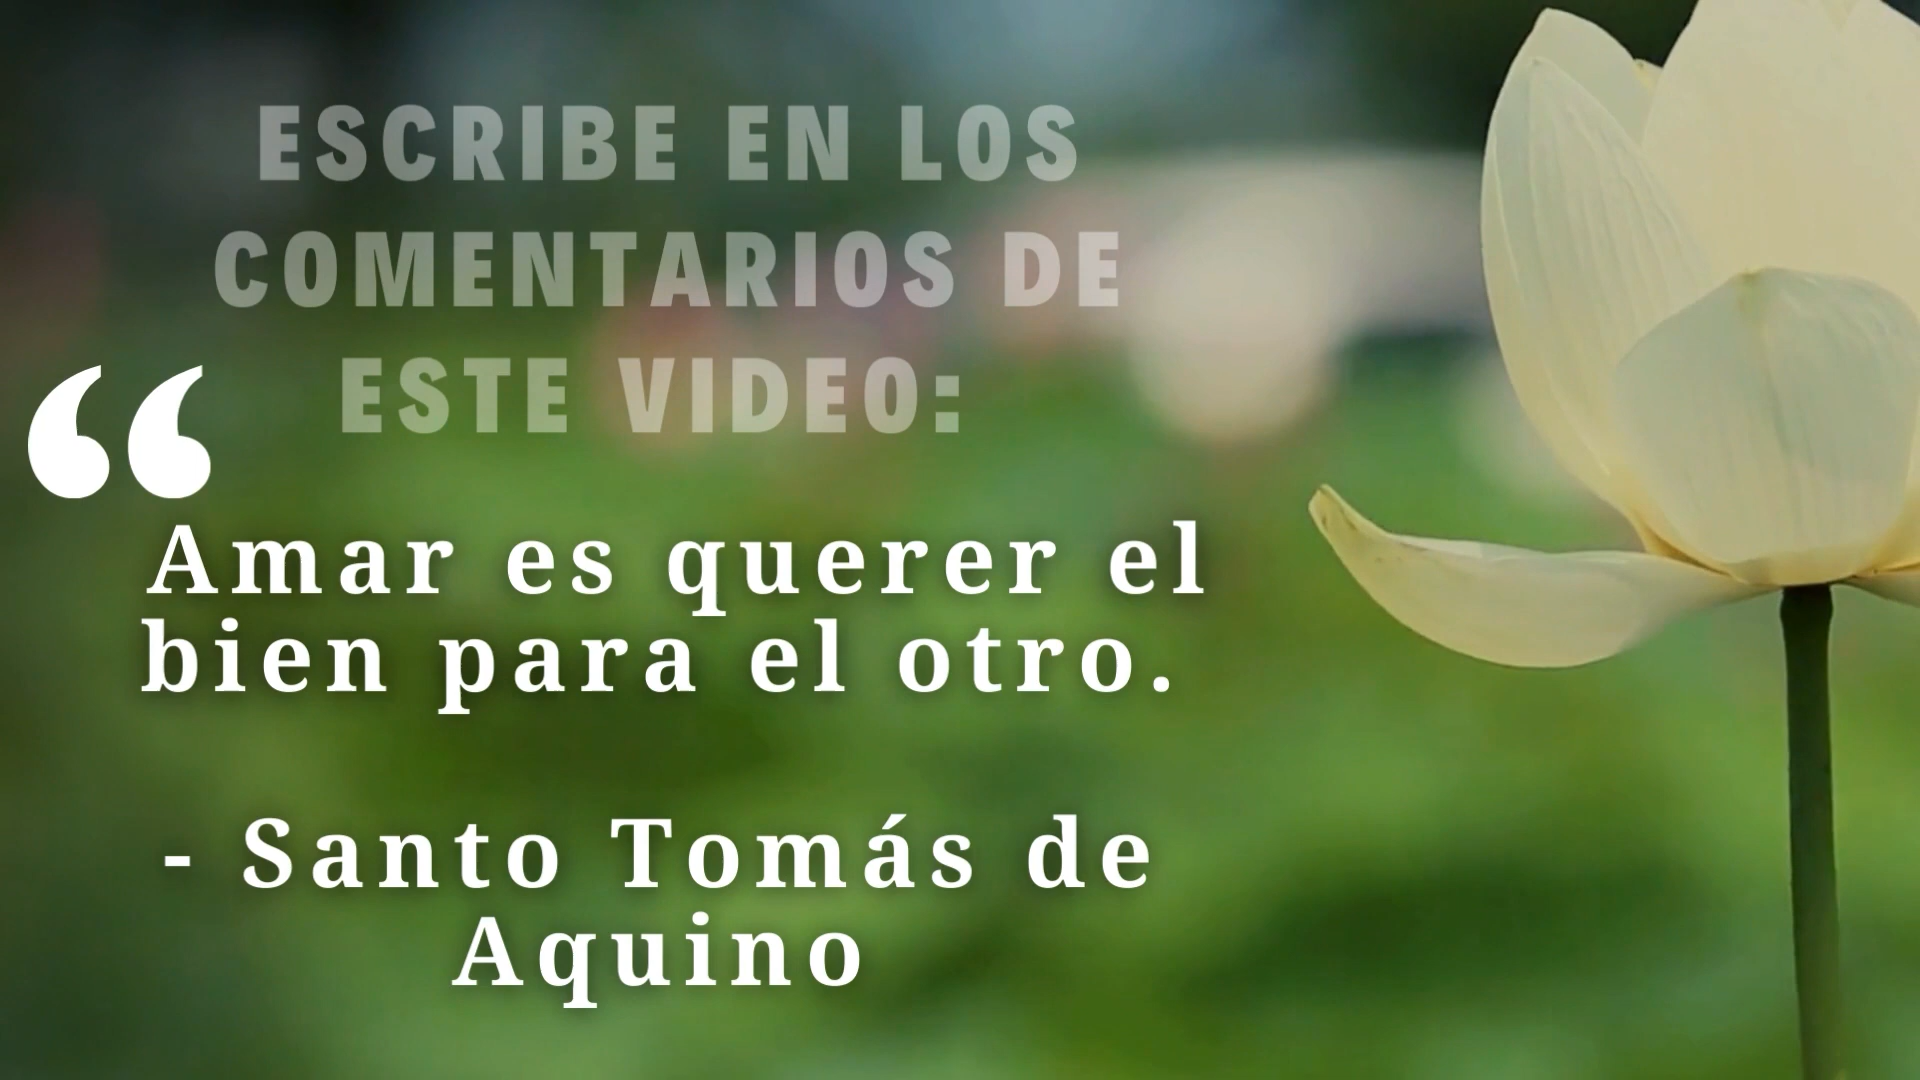 ESCRIBE EN LOS
COMENTARIOS DE
ESTE VIDEO:
“
Amar es querer el
bien para el otro.
- Santo Tomás de
Aquino